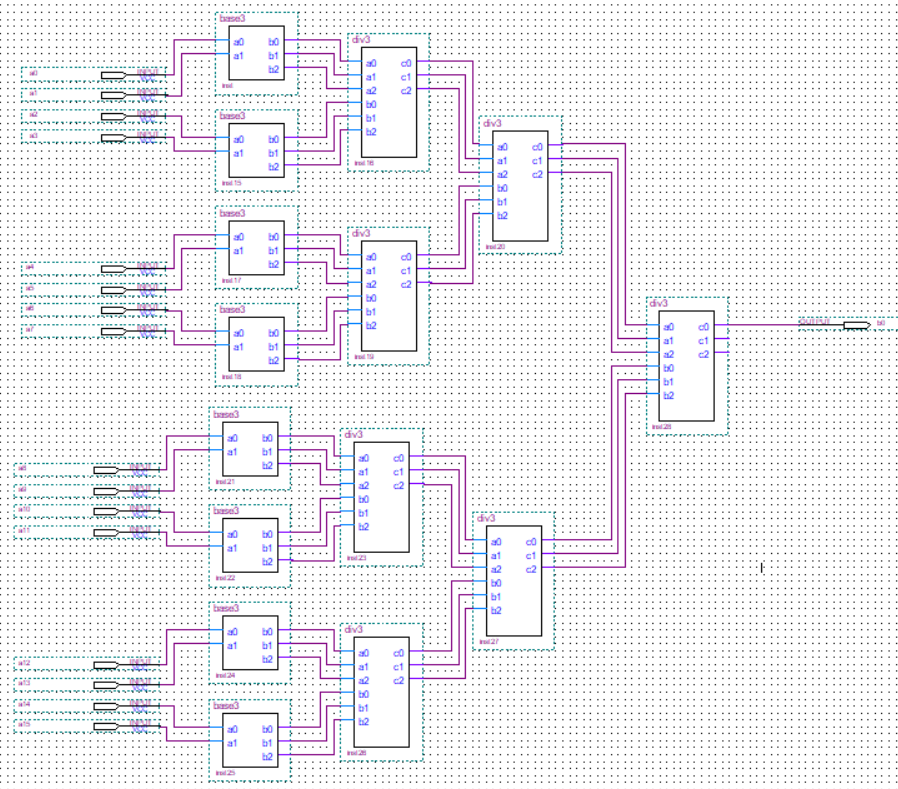 a0
a1
a2
a3
base3
a0 b0
a1 b1
b2
inst
base3
a0 b0
a1 b1
b2
inst15
div3
a0 c0
a1 c1
a2 c2
b0
b1
b2
inst16
a4
a5
a6
a7
base3
a0 b0
a1 b1
b2
inst17
base3
a0 b0
a1 b1
b2
inst18
div3
a0 c0
a1 c1
a2 c2
b0
b1
b2
inst19
div3
a0 c0
a1 c1
a2 c2
b0
b1
b2
inst20
a8
a9
a10
a11
base3
a0 b0
a1 b1
b2
inst21
base3
a0 b0
a1 b1
b2
inst22
div3
a0 c0
a1 c1
a2 c2
b0
b1
b2
inst23
a12
a13
a14
a15
base3
a0 b0
a1 b1
b2
inst24
base3
a0 b0
a1 b1
b2
inst25
div3
a0 c0
a1 c1
a2 c2
b0
b1
b2
inst26
div3
a0 c0
a1 c1
a2 c2
b0
b1
b2
inst27
div3
a0 c0
a1 c1
a2 c2
b0
b1
b2
inst28
OUTPUT b0